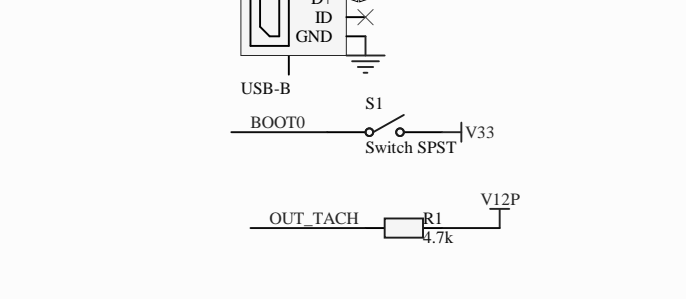 D+
ID
GND
USB-B
S1
BOOT0
V33
Switch SPST
V12P
OUT_TACH
R1
4.7k